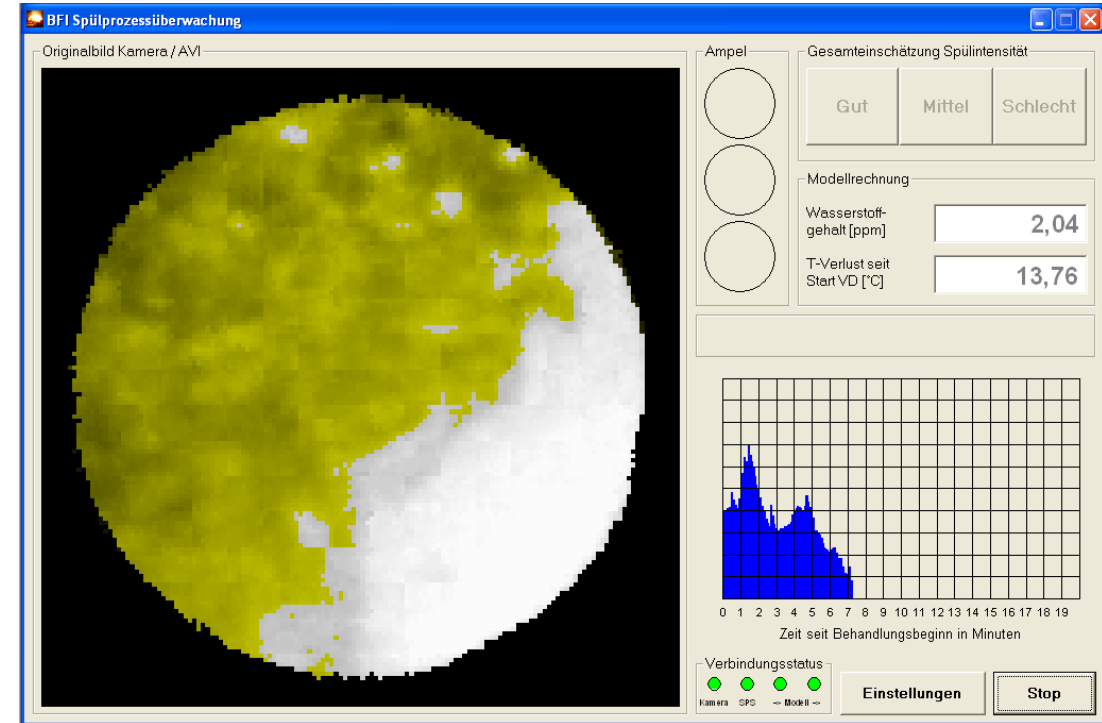 BFI Spülprozessüberwachung
Originalbild Kamera / AVI
Ampel
Gesamteinschätzung Spülintensität
Gut
Mittel
Schlecht
Modellrechnung
Wasserstoff-
gehalt [ppm]
2,04
T-Verlust seit
Start VD [°C]
13,76
0 1 2 3 4 5 6 7 8 9 10 11 12 13 14 15 16 17 18 19
Zeit seit Behandlungsbeginn in Minuten
Verbindungsstatus
Kamera SPS -> Modell ->
Einstellungen
Stop